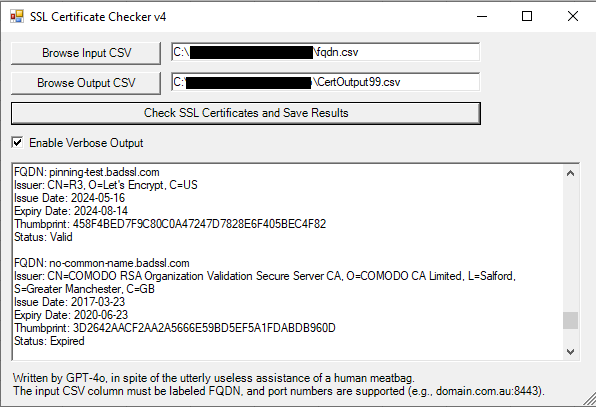 SSL Certificate Checker v4
Browse Input CSV
C:\ \fqdn.csv
Browse Output CSV
C: \CertOutput99.csv
Check SSL Certificates and Save Results
Enable Verbose Output
FQDN: pinning-test.badssl.com
Issuer: CN=R3, O=Let's Encrypt, C=US
Issue Date: 2024-05-16
Expiry Date: 2024-08-14
Thumbprint: 458F4BED7F9C80C0A47247D7828E6F405BEC4F82
Status: Valid
FQDN: no-common-name.badssl.com
Issuer: CN=COMODO RSA Organization Validation Secure Server CA, O=COMODO CA Limited, L=Salford,
S=Greater Manchester, C=GB
Issue Date: 2017-03-23
Expiry Date: 2020-06-23
Thumbprint: 3D2642AACF2AA2A5666E59BD5EF5A1FDABDB960D
Status: Expired
Written by GPT-4o, in spite of the utterly useless assistance of a human meatbag.
The input CSV column must be labeled FQDN, and port numbers are supported (e.g., domain.com.au:8443).